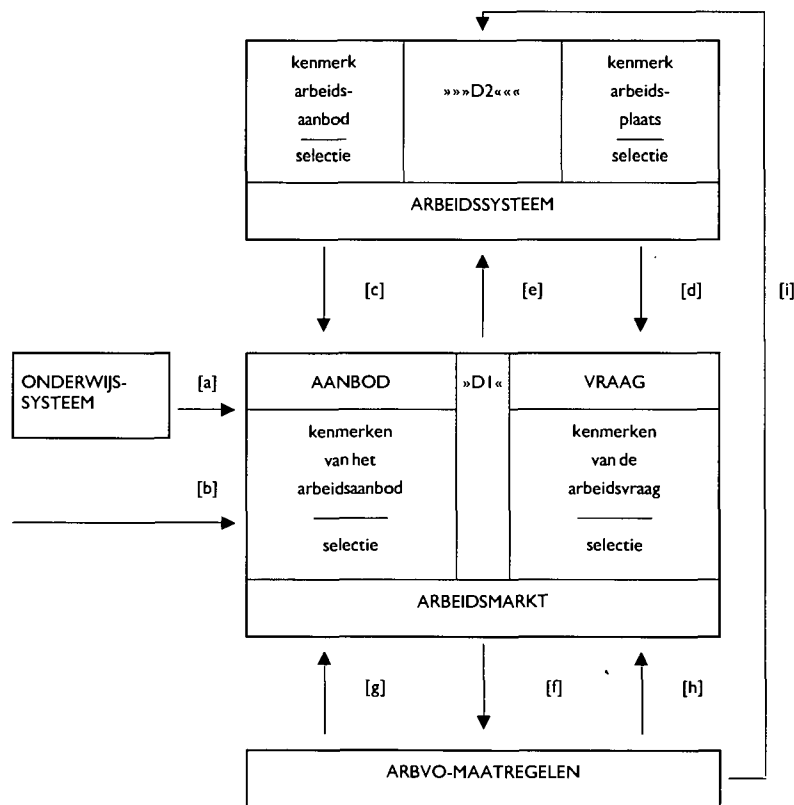 kenmerk
arbeids-
aanbod
selectie
»»»D2«««
kenmerk
arbeids-
plaats
selectie
ARBEIDSSYSTEEM
[c]
[e]
[d]
[i]
ONDERWIJS-
SYSTEEM
[a]
[b]
AANBOD
»D1«
VRAAG
kenmerken
van het
arbeidsaanbod
selectie
kenmerken
van de
arbeidsvraag
selectie
ARBEIDSMARKT
[g]
[f]
[h]
ARBVO-MAATREGELEN